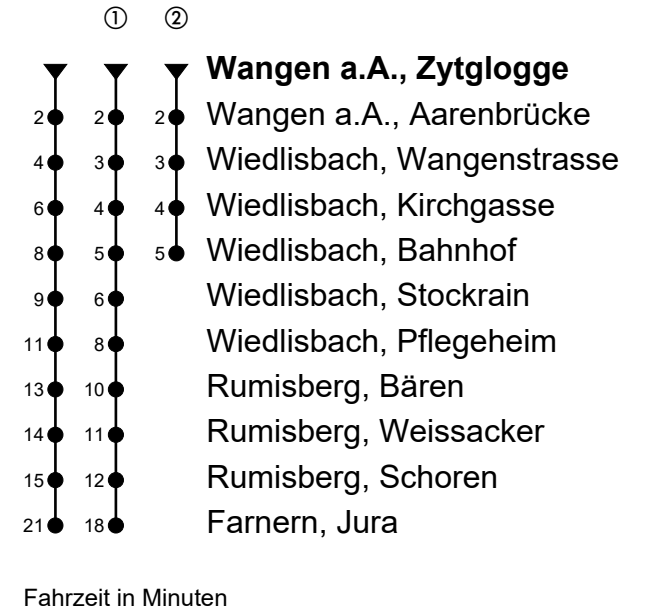 ① ②
Wangen a.A., Zytglogge
2 2 2 Wangen a.A., Aarenbrücke
4 3 3 Wiedlisbach, Wangenstrasse
6 4 4 Wiedlisbach, Kirchgasse
8 5 5 Wiedlisbach, Bahnhof
9 6 Wiedlisbach, Stockrain
11 8 Wiedlisbach, Pflegeheim
13 10 Rumisberg, Bären
14 11 Rumisberg, Weissacker
15 12 Rumisberg, Schoren
21 18 Farnern, Jura
Fahrzeit in Minuten